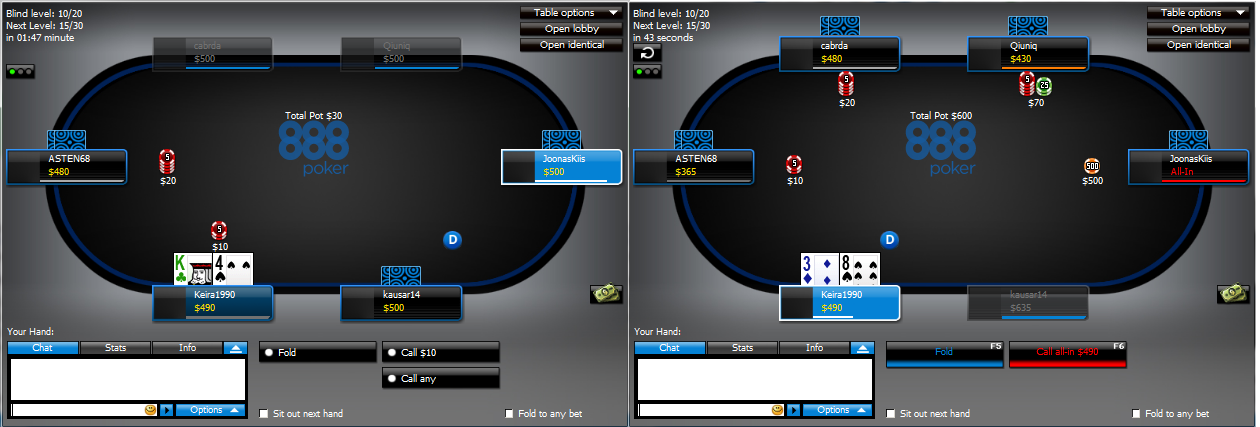 Blind level: 10/20
Next Level: 15/30
in 01:47 minute
Table options
Open lobby
Open identical
cabrda
$500
Qiuniq
$500
Total Pot $30
888
poker
ASTEN68
$480
$20
JoonasKiis
$500
$10
D
K
4
Keira1990
$490
kausar14
$500
Your Hand:
Chat
Stats
Info
Fold
Call $10
Call any
Options
Sit out next hand
Fold to any bet
Blind level: 10/20
Next Level: 15/30
in 43 seconds
Table options
Open lobby
Open identical
cabrda
$480
Qiuniq
$430
5
$20
5
25
$70
Total Pot $600
888
poker
ASTEN68
$365
5
$10
500
$500
JoonasKiis
All-In
D
3
8
Keira1990
$490
kausar14
$635
Your Hand:
Chat
Stats
Info
Fold
F5
Call all-in $490
F6
Options
Sit out next hand
Fold to any bet